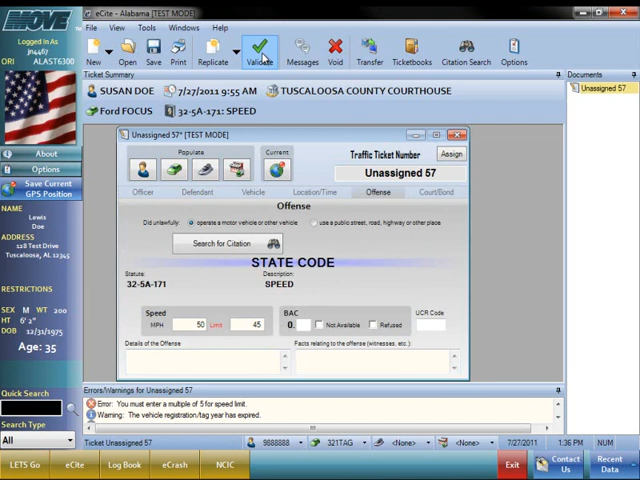 MOVE
eCite - Alabama [TEST MODE]
Logged In As
jn4467
ORI ALAST6300
File View Tools Window Help
New Open Save Print Replicate Validate Messages Void Transfer Ticketbooks Citation Search Options
Ticket Summary
SUSAN DOE 7/27/2011 9:55 AM TUSCALOOSA COUNTY COURTHOUSE
Ford FOCUS 32-5A-171: SPEED
Documents
Unassigned 57
About
Options
Save Current
GPS Position
NAME
Lewis
Doe
ADDRESS
128 Test Drive
Tuscaloosa, AL 12345
RESTRICTIONS
SEX M WT 200
HT 6' 2"
DOB 12/31/1975
Age: 35
Quick Search
Search Type
All
Unassigned 57* [TEST MODE]
Populate
Current
Traffic Ticket Number
Assign
Unassigned 57
Officer Defendant Vehicle Location/Time Offense Court/Bond
Offense
Did unlawfully: operate a motor vehicle or other vehicle use a public street, road, highway or other place
Search for Citation
STATE CODE
Statute: Description:
32-5A-171 SPEED
Speed
MPH 50 Limit 45
BAC
0. Not Available Refused
UCR Code
Details of the Offense
Facts relating to the offense (witnesses, etc.)
Errors/Warnings for Unassigned 57
Error: You must enter a multiple of 5 for speed limit.
Warning: The vehicle registration/tag year has expired.
Ticket Unassigned 57 9888888 321TAG <None> <None> 7/27/2011 1:36 PM NUM
LETS Go eCite Log Book eCrash NCIC Exit Contact Us Recent Data